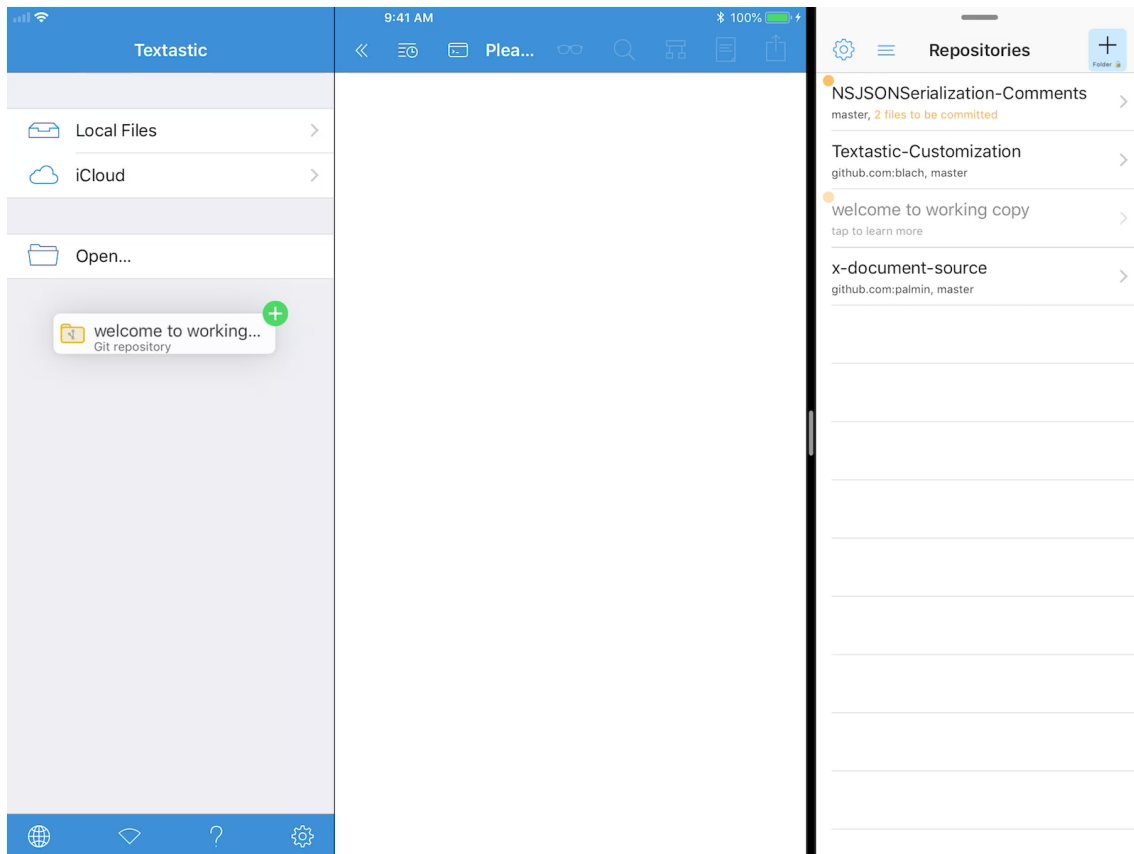 9:41 AM
100%
Textastic
Plea...
Local Files
iCloud
Open...
welcome to working...
Git repository
Repositories
Folder
NSJSONSerialization-Comments
master, 2 files to be committed
Textastic-Customization
github.com:blach, master
welcome to working copy
tap to learn more
x-document-source
github.com:palmin, master